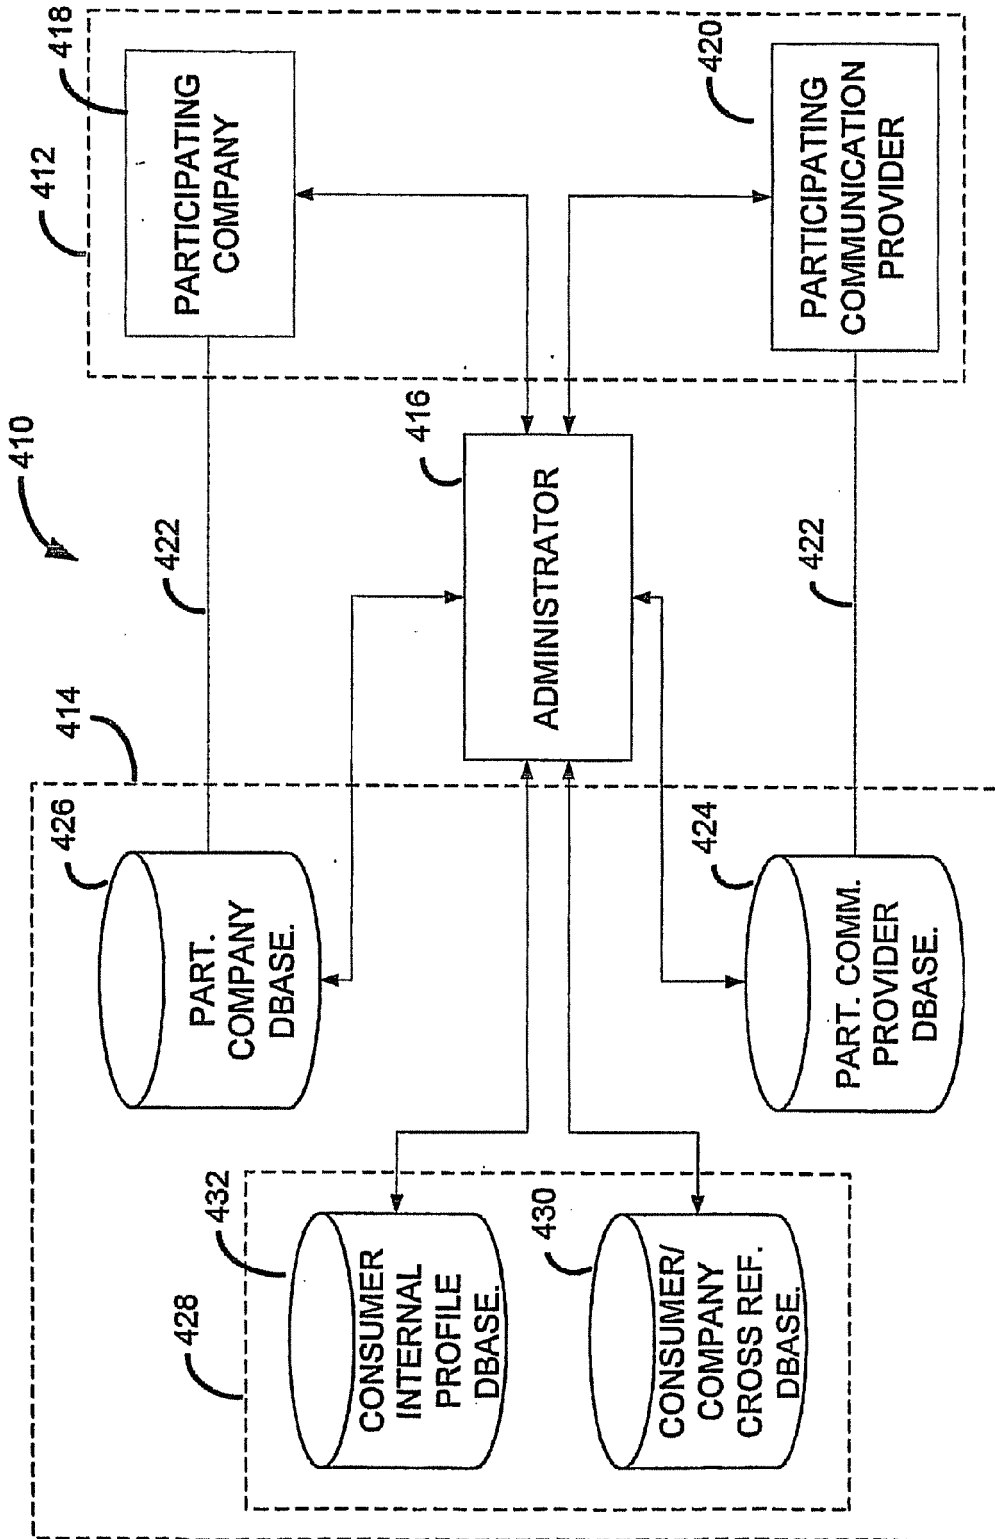 410
414
412
428
432
CONSUMER
INTERNAL
PROFILE
DBASE.
426
PART.
COMPANY
DBASE.
422
418
PARTICIPATING
COMPANY
416
ADMINISTRATOR
430
CONSUMER/
COMPANY
CROSS REF.
DBASE.
424
PART. COMM.
PROVIDER
DBASE.
422
420
PARTICIPATING
COMMUNICATION
PROVIDER